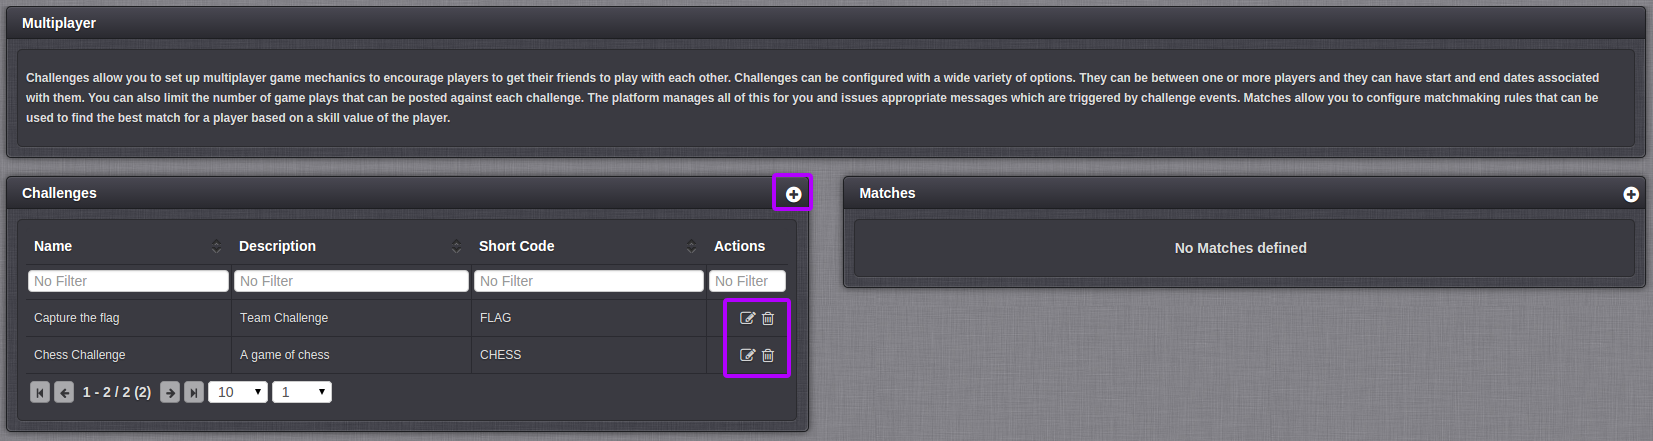 Multiplayer
Challenges allow you to set up multiplayer game mechanics to encourage players to get their friends to play with each other. Challenges can be configured with a wide variety of options. They can be between one or more players and they can have start and end dates associated
with them. You can also limit the number of game plays that can be posted against each challenge. The platform manages all of this for you and issues appropriate messages which are triggered by challenge events. Matches allow you to configure matchmaking rules that can be
used to find the best match for a player based on a skill value of the player.
Challenges
Name Description Short Code Actions
No Filter No Filter No Filter No Filter
Capture the flag Team Challenge FLAG
Chess Challenge A game of chess CHESS
1 - 2 / 2 (2) 10 1
Matches
No Matches defined